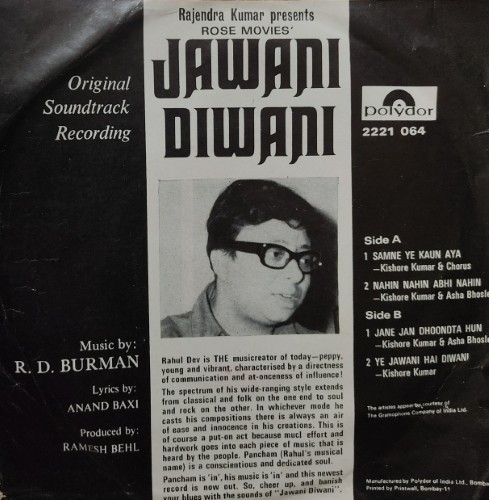 Rajendra Kumar presents
ROSE MOVIES'
JAWANI
DIWANI
Original
Soundtrack
Recording
polydor
2221 064
Side A
1 SAMNE YE KAUN AYA
—Kishore Kumar & Chorus
2 NAHIN NAHIN ABHI NAHIN
—Kishore Kumar & Asha Bhosle
Side B
1 JANE JAN DHOONDTA HUN
—Kishore Kumar & Asha Bhosle
2 YE JAWANI HAI DIWANI
—Kishore Kumar
Music by:
R. D. BURMAN
Lyrics by:
ANAND BAXI
Produced by:
RAMESH BEHL
Rahul Dev is THE musicreator of today—peppy,
young and vibrant, characterised by a directness
of communication and at-onceness of influence!
The spectrum of his wide-ranging style extends
from classical and folk on the one end to soul
and rock on the other. In whichever mode he
casts his compositions there is always an air
of ease and innocence in his creations. This is
of course a put-on act because much effort and
hardwork goes into each piece of music that is
heard by the people. Pancham (Rahul's musical
name) is a conscientious and dedicated soul.
Pancham is 'in', his music is 'in' and this newest
record is now out. So, cheer up, and banish
your blues with the sounds of "Jawani Diwani".
The artistes appear by courtesy of
The Gramophone Company of India Ltd.
Manufactured by Polydor of India Ltd., Bombay
Printed by Printwell, Bombay-11